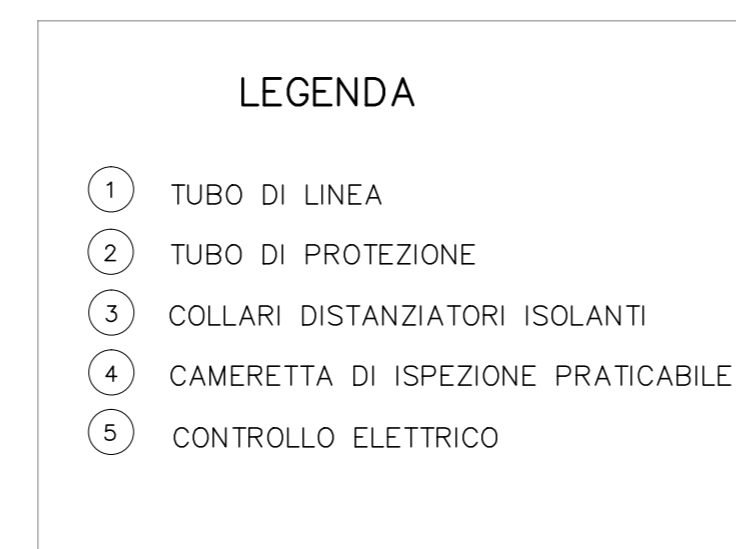 LEGENDA
1 TUBO DI LINEA
2 TUBO DI PROTEZIONE
3 COLLARI DISTANZIATORI ISOLANTI
4 CAMERETTA DI ISPEZIONE PRATICABILE
5 CONTROLLO ELETTRICO